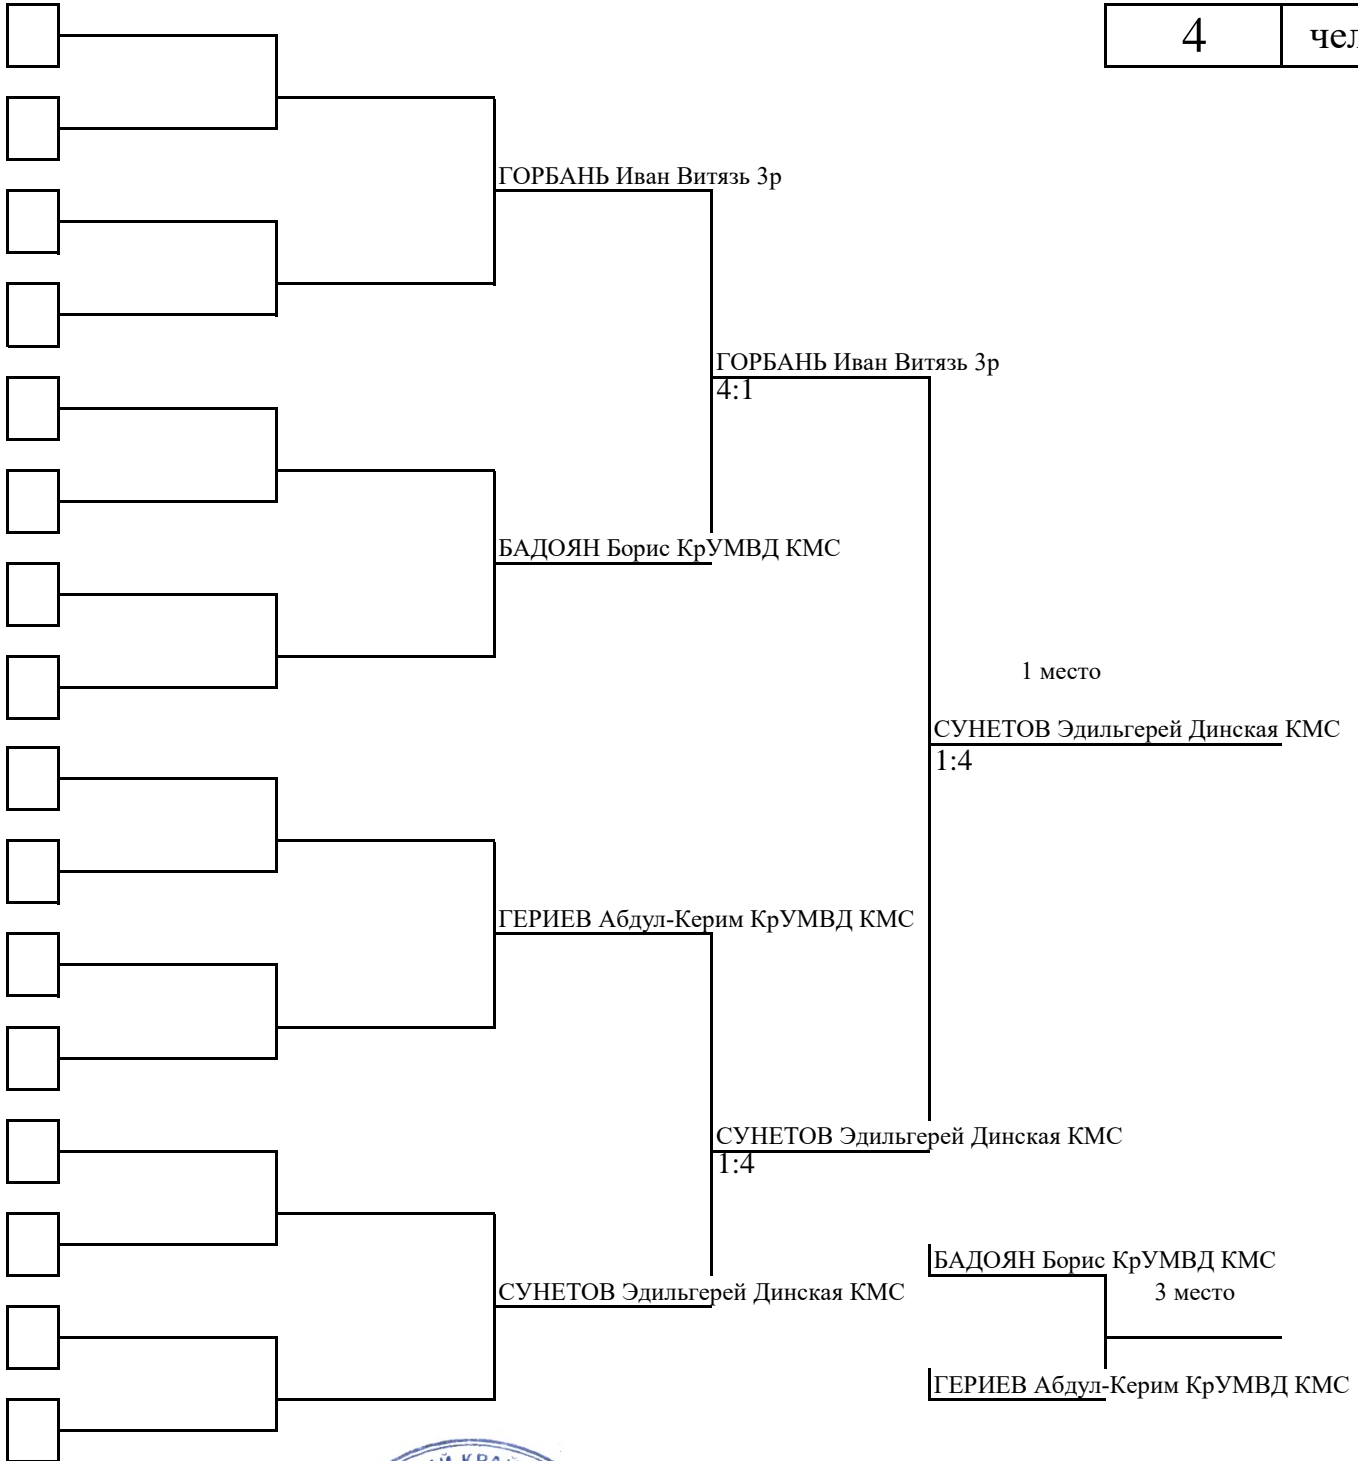 4
чел
ГОРБАНЬ Иван Витязь 3р
ГОРБАНЬ Иван Витязь 3р
4:1
БАДОЯН Борис КрУМВД КМС
1 место
СУНЕТОВ Эдильгерей Динская КМС
1:4
ГЕРИЕВ Абдул-Керим КрУМВД КМС
СУНЕТОВ Эдильгерей Динская КМС
1:4
БАДОЯН Борис КрУМВД КМС
СУНЕТОВ Эдильгерей Динская КМС
3 место
ГЕРИЕВ Абдул-Керим КрУМВД КМС